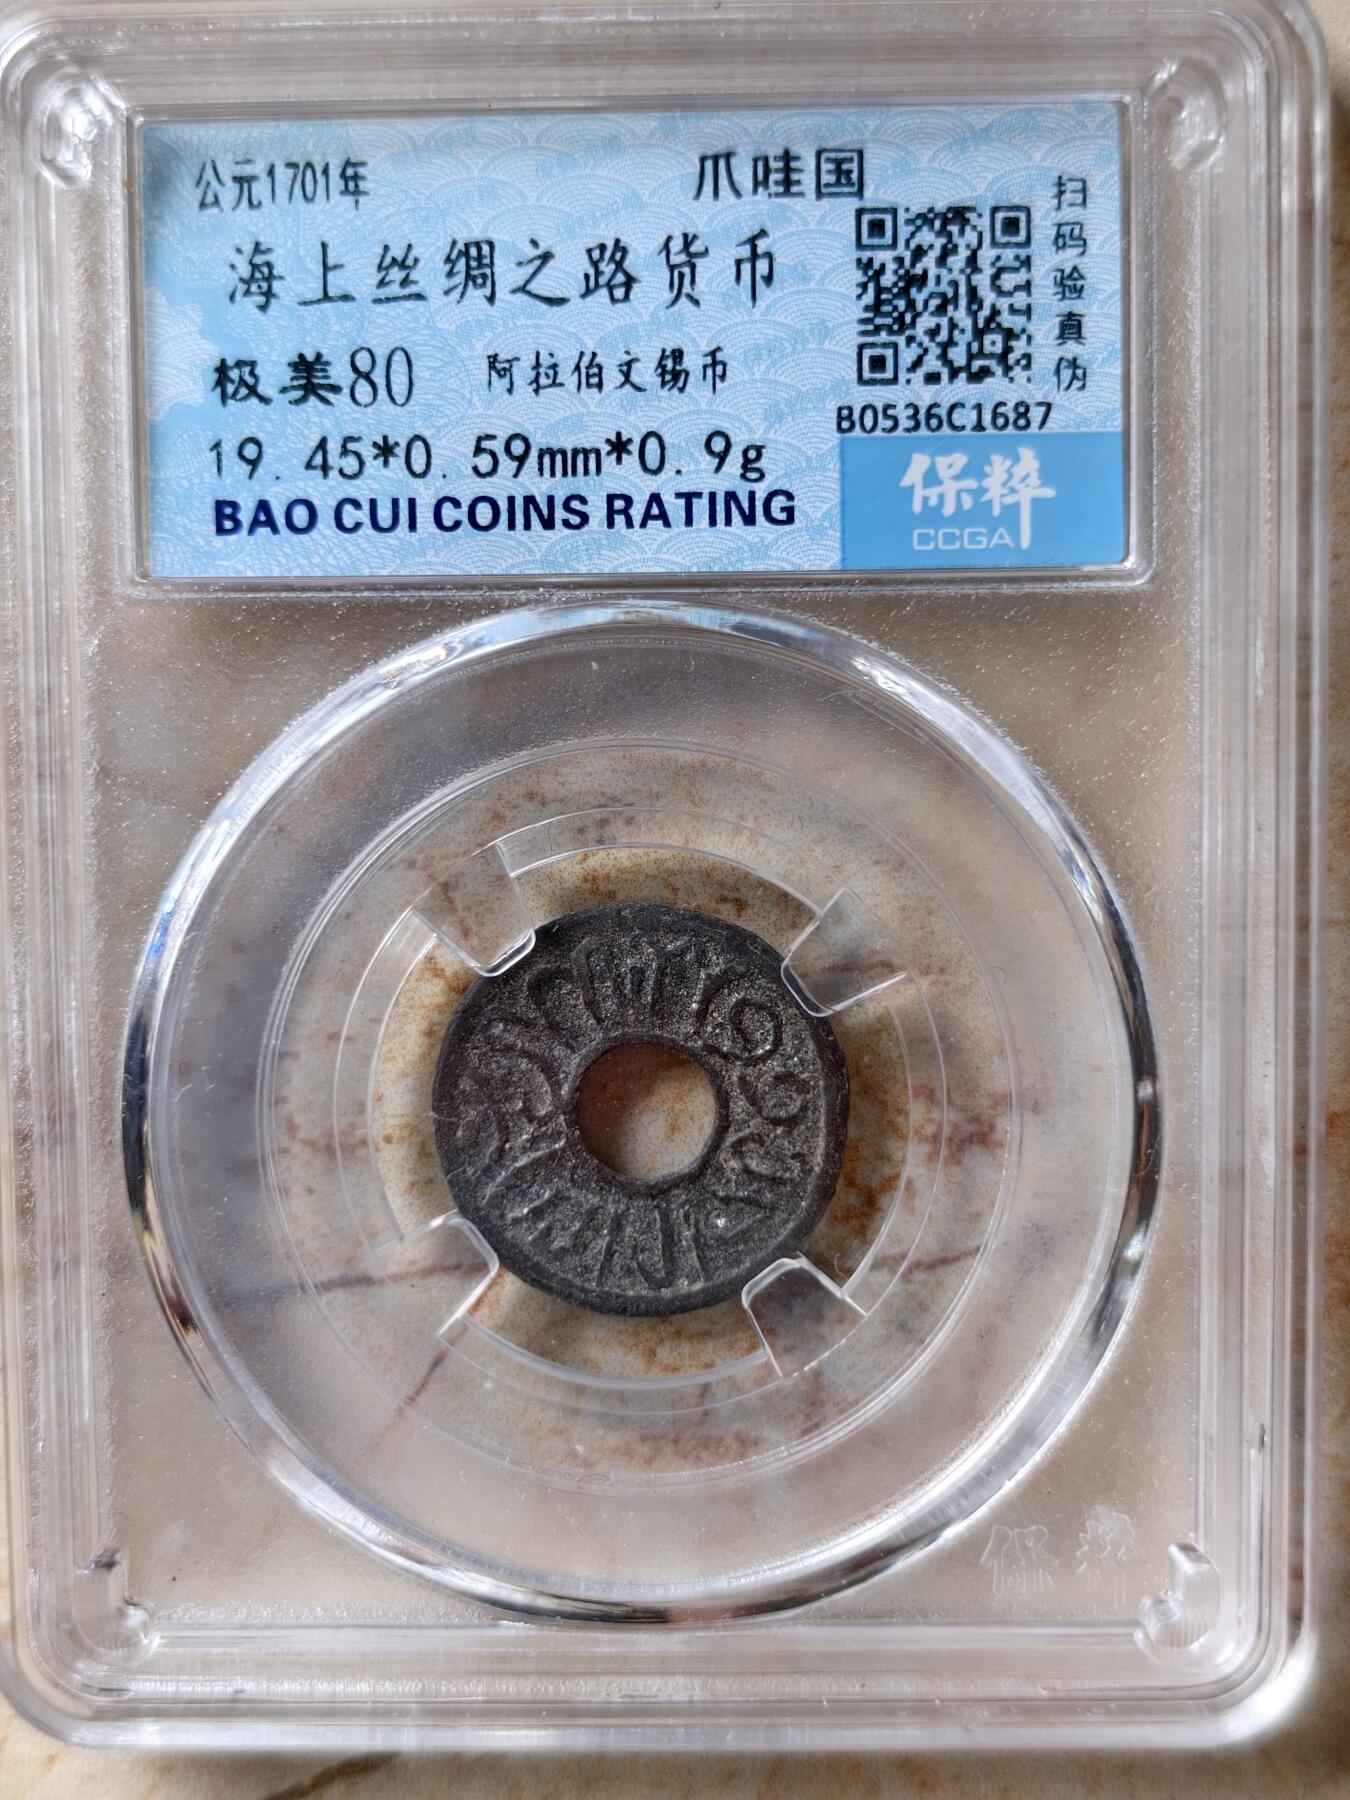 公元1701年
爪哇国
海上丝绸之路货币
极美80
阿拉伯文锡币
19.45*0.59mm*0.9g
BAO CUI COINS RATING
扫码验真伪
B0536C1687
保粹
CCGA
保粹